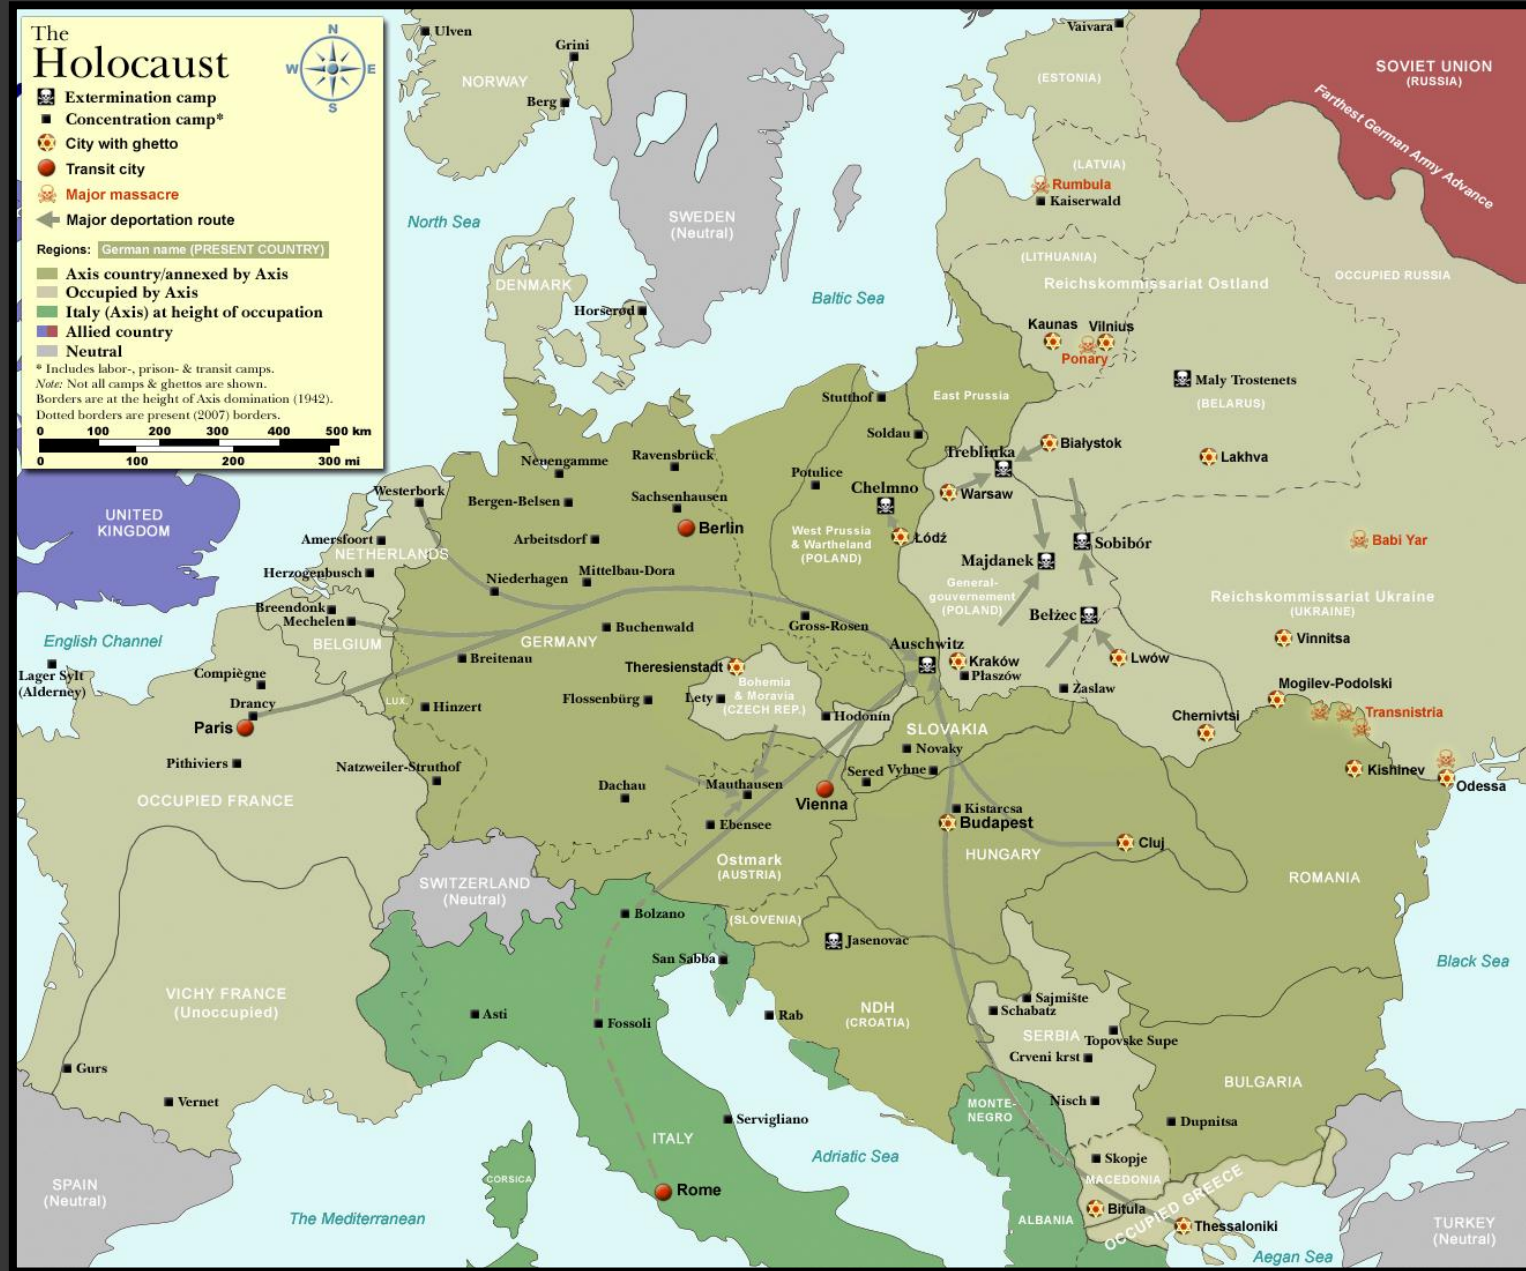 The
Holocaust
N
W
E
S
Extermination camp
Concentration camp*
City with ghetto
Transit city
Major massacre
Major deportation route
Regions: German name (PRESENT COUNTRY)
Axis country/annexed by Axis
Occupied by Axis
Italy (Axis) at height of occupation
Allied country
Neutral
* Includes labor-, prison- & transit camps.
Note: Not all camps & ghettos are shown.
Borders are at the height of Axis domination (1942).
Dotted borders are present (2007) borders.
0 100 200 300 400 500 km
0 100 200 300 mi
Ulven
Grini
NORWAY
Berg
Vaivara
(ESTONIA)
SOVIET UNION
(RUSSIA)
Farthest German Army Advance
(LATVIA)
Rumbula
Kaiserwald
North Sea
SWEDEN
(Neutral)
(LITHUANIA)
OCCUPIED RUSSIA
DENMARK
Reichskommissariat Ostland
Baltic Sea
Horserød
Kaunas
Vilnius
Ponary
Maly Trostenets
(BELARUS)
Stutthof
East Prussia
Soldau
Białystok
Treblinka
Lakhva
Neuengamme
Ravensbrück
Potulice
Westerbork
Bergen-Belsen
Sachsenhausen
Chelmno
Warsaw
UNITED
KINGDOM
Berlin
Amersfoort
Arbeitsdorf
West Prussia
& Wartheland
(POLAND)
Łódź
Sobibór
Babi Yar
NETHERLANDS
Majdanek
Herzogenbusch
Niederhagen
Mittelbau-Dora
General-
gouvernement
(POLAND)
Reichskommissariat Ukraine
(UKRAINE)
Breendonk
Mechelen
Bełżec
English Channel
BELGIUM
GERMANY
Buchenwald
Gross-Rosen
Vinnitsa
Auschwitz
Breitenau
Theresienstadt
Kraków
Płaszów
Lwów
Lager Sylt
(Alderney)
Compiègne
Bohemia
& Moravia
(CZECH REP.)
Zaslaw
Mogilev-Podolski
Drancy
LUX.
Hinzert
Flossenbürg
Lety
Hodonín
Chernivtsi
Transnistria
Paris
SLOVAKIA
Novaky
Pithiviers
Natzweiler-Struthof
Sered
Vyhne
Kishinev
Dachau
Mauthausen
Odessa
OCCUPIED FRANCE
Vienna
Kistarcsa
Ebensee
Budapest
Cluj
HUNGARY
Ostmark
(AUSTRIA)
ROMANIA
SWITZERLAND
(Neutral)
Bolzano
(SLOVENIA)
Jasenovac
San Sabba
Black Sea
VICHY FRANCE
(Unoccupied)
Sajmište
Schabatz
Asti
Fossoli
Rab
NDH
(CROATIA)
SERBIA
Topovske Supe
Crveni krst
Gurs
BULGARIA
Vernet
MONTE-
NEGRO
Nisch
Servigliano
Dupnitsa
ITALY
Adriatic Sea
Skopje
MACEDONIA
SPAIN
(Neutral)
CORSICA
Rome
OCCUPIED GREECE
Bitula
The Mediterranean
ALBANIA
Thessaloniki
TURKEY
(Neutral)
Aegan Sea